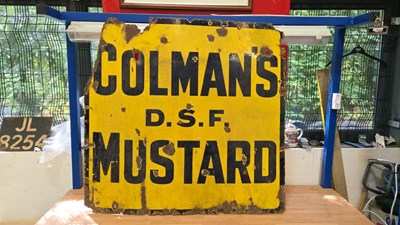 COLMAN'S
D.S.F.
MUSTARD
JL
8254